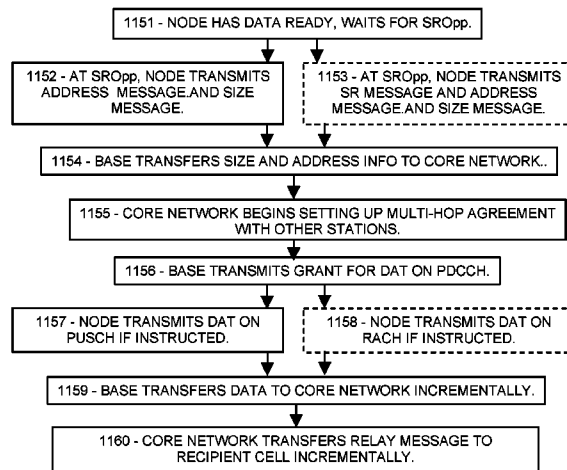 1151 - NODE HAS DATA READY, WAITS FOR SROpp.
1152 - AT SROpp, NODE TRANSMITS
ADDRESS MESSAGE.AND SIZE
MESSAGE.
1153 - AT SROpp, NODE TRANSMITS
SR MESSAGE AND ADDRESS
MESSAGE.AND SIZE MESSAGE.
1154 - BASE TRANSFERS SIZE AND ADDRESS INFO TO CORE NETWORK..
1155 - CORE NETWORK BEGINS SETTING UP MULTI-HOP AGREEMENT
WITH OTHER STATIONS.
1156 - BASE TRANSMITS GRANT FOR DAT ON PDCCH.
1157 - NODE TRANSMITS DAT ON
PUSCH IF INSTRUCTED.
1158 - NODE TRANSMITS DAT ON
RACH IF INSTRUCTED.
1159 - BASE TRANSFERS DATA TO CORE NETWORK INCREMENTALLY.
1160 - CORE NETWORK TRANSFERS RELAY MESSAGE TO
RECIPIENT CELL INCREMENTALLY.